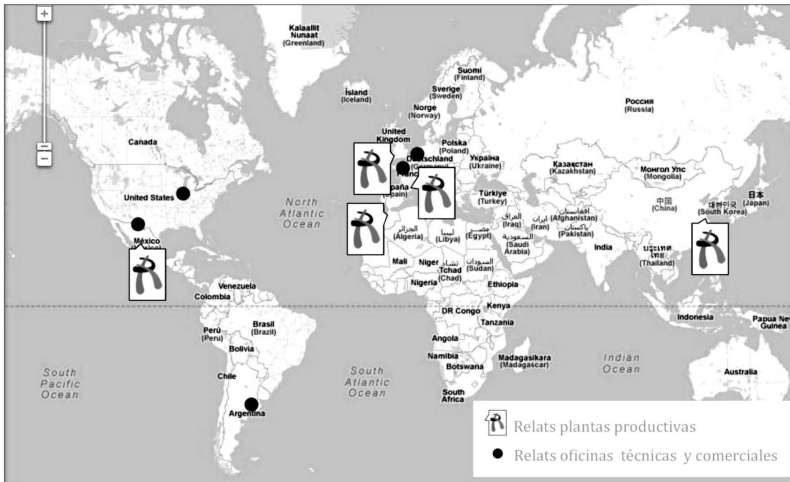 Kalaallit
Nunaat
(Greenland)
Ísland
(Iceland)
Suomi
(Finland)
Sverige
(Sweden)
Norge
(Norway)
Россия
(Russia)
Canada
United
Kingdom
Polska
(Poland)
Deutschland
Україна
(Ukraine)
Қазақстан
(Kazakhstan)
Монгол Улс
(Mongolia)
United States
North
Atlantic
Ocean
España
(Spain)
Türkiye
(Turkey)
العراق
(Iraq)
ایران
(Iran)
افغانستان
(Afghanistan)
پاکستان
(Pakistan)
中国
(China)
대한민국
(South Korea)
日本
(Japan)
México
الجزائر
(Algeria)
ليبيا
(Libya)
مصر
(Egypt)
السعودية
(Saudi
Arabia)
India
ประเทศ
ไทย
(Thailand)
Mali
Niger
تشاد
Tchad
(Chad)
السودان
(Sudan)
Nigeria
Ethiopia
Venezuela
Colombia
Kenya
DR Congo
Tanzania
Indonesia
Papua New
Guinea
Perú
(Peru)
Brasil
(Brazil)
Bolivia
Angola
Namibia
Botswana
Madagasikara
(Madagascar)
South
Pacific
Ocean
Chile
South
Atlantic
Ocean
Indian
Ocean
Australia
South
Africa
Argentina
Relats plantas productivas
Relats oficinas técnicas y comerciales